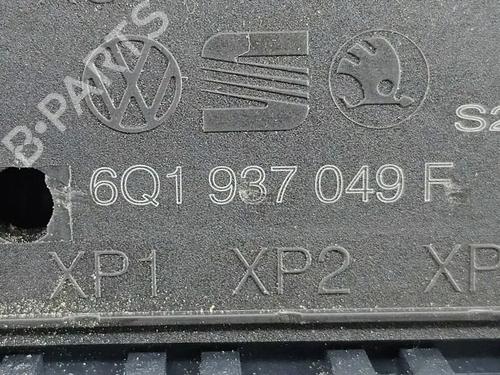 B-PARTS
S2
6Q1 937 049 F
XP1 XP2 XP